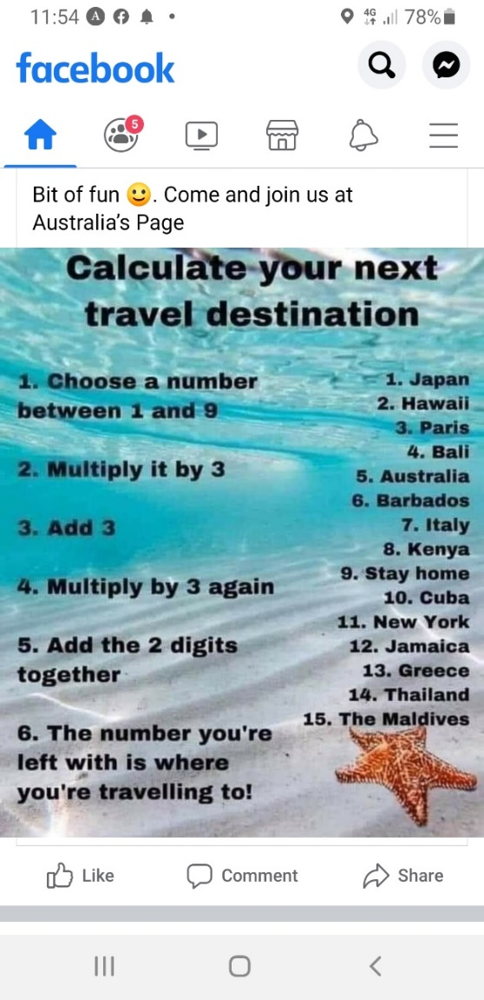 11:54
4G
78%
facebook
5
Bit of fun 🙂. Come and join us at
Australia's Page
Calculate your next
travel destination
1. Choose a number
between 1 and 9
2. Multiply it by 3
3. Add 3
4. Multiply by 3 again
5. Add the 2 digits
together
6. The number you're
left with is where
you're travelling to!
1. Japan
2. Hawaii
3. Paris
4. Bali
5. Australia
6. Barbados
7. Italy
8. Kenya
9. Stay home
10. Cuba
11. New York
12. Jamaica
13. Greece
14. Thailand
15. The Maldives
Like
Comment
Share